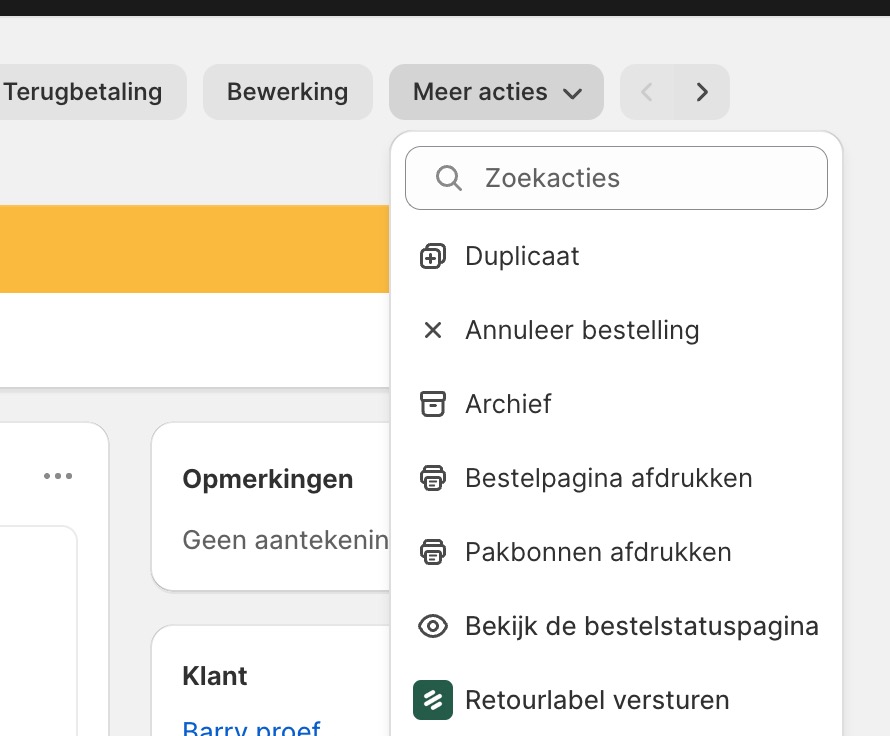 Terugbetaling
Bewerking
Meer acties
Zoekacties
Duplicaat
Annuleer bestelling
Archief
Bestelpagina afdrukken
Pakbonnen afdrukken
Bekijk de bestelstatuspagina
Retourlabel versturen
Opmerkingen
Geen aantekenin
Klant
Barry proef